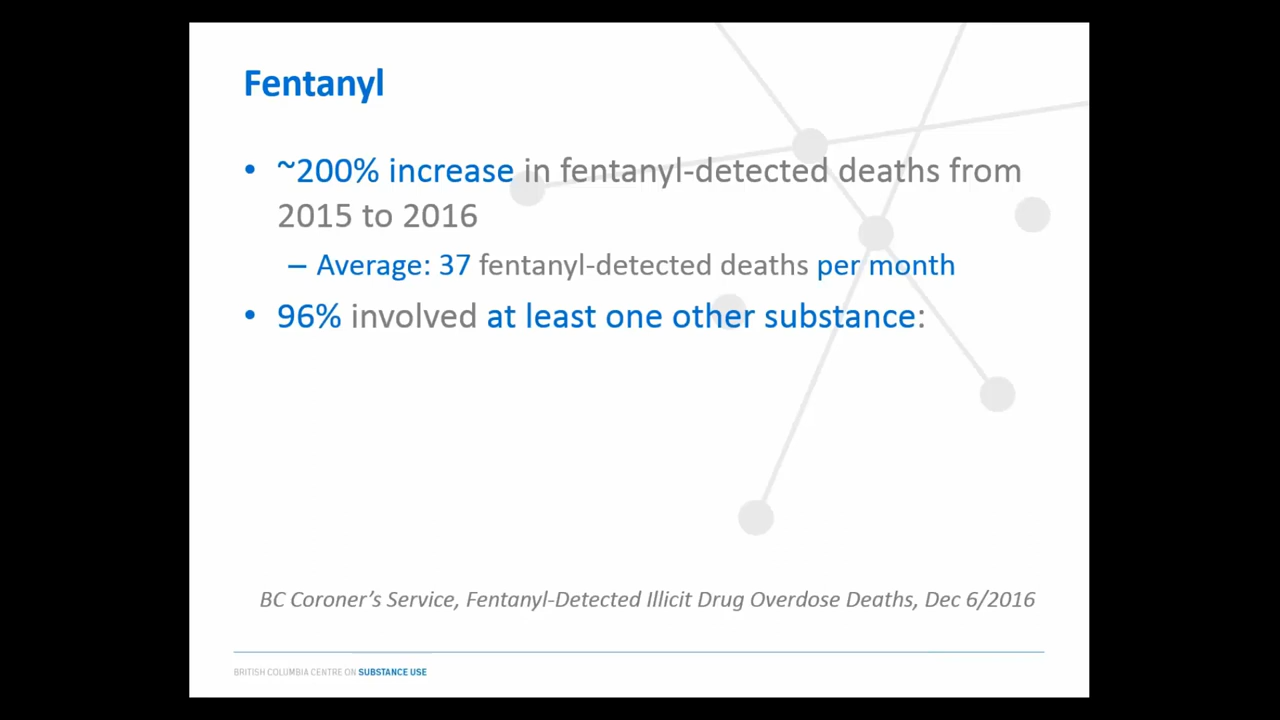 Fentanyl
• ~200% increase in fentanyl-detected deaths from
2015 to 2016
– Average: 37 fentanyl-detected deaths per month
• 96% involved at least one other substance:
BC Coroner’s Service, Fentanyl-Detected Illicit Drug Overdose Deaths, Dec 6/2016
BRITISH COLUMBIA CENTRE ON SUBSTANCE USE